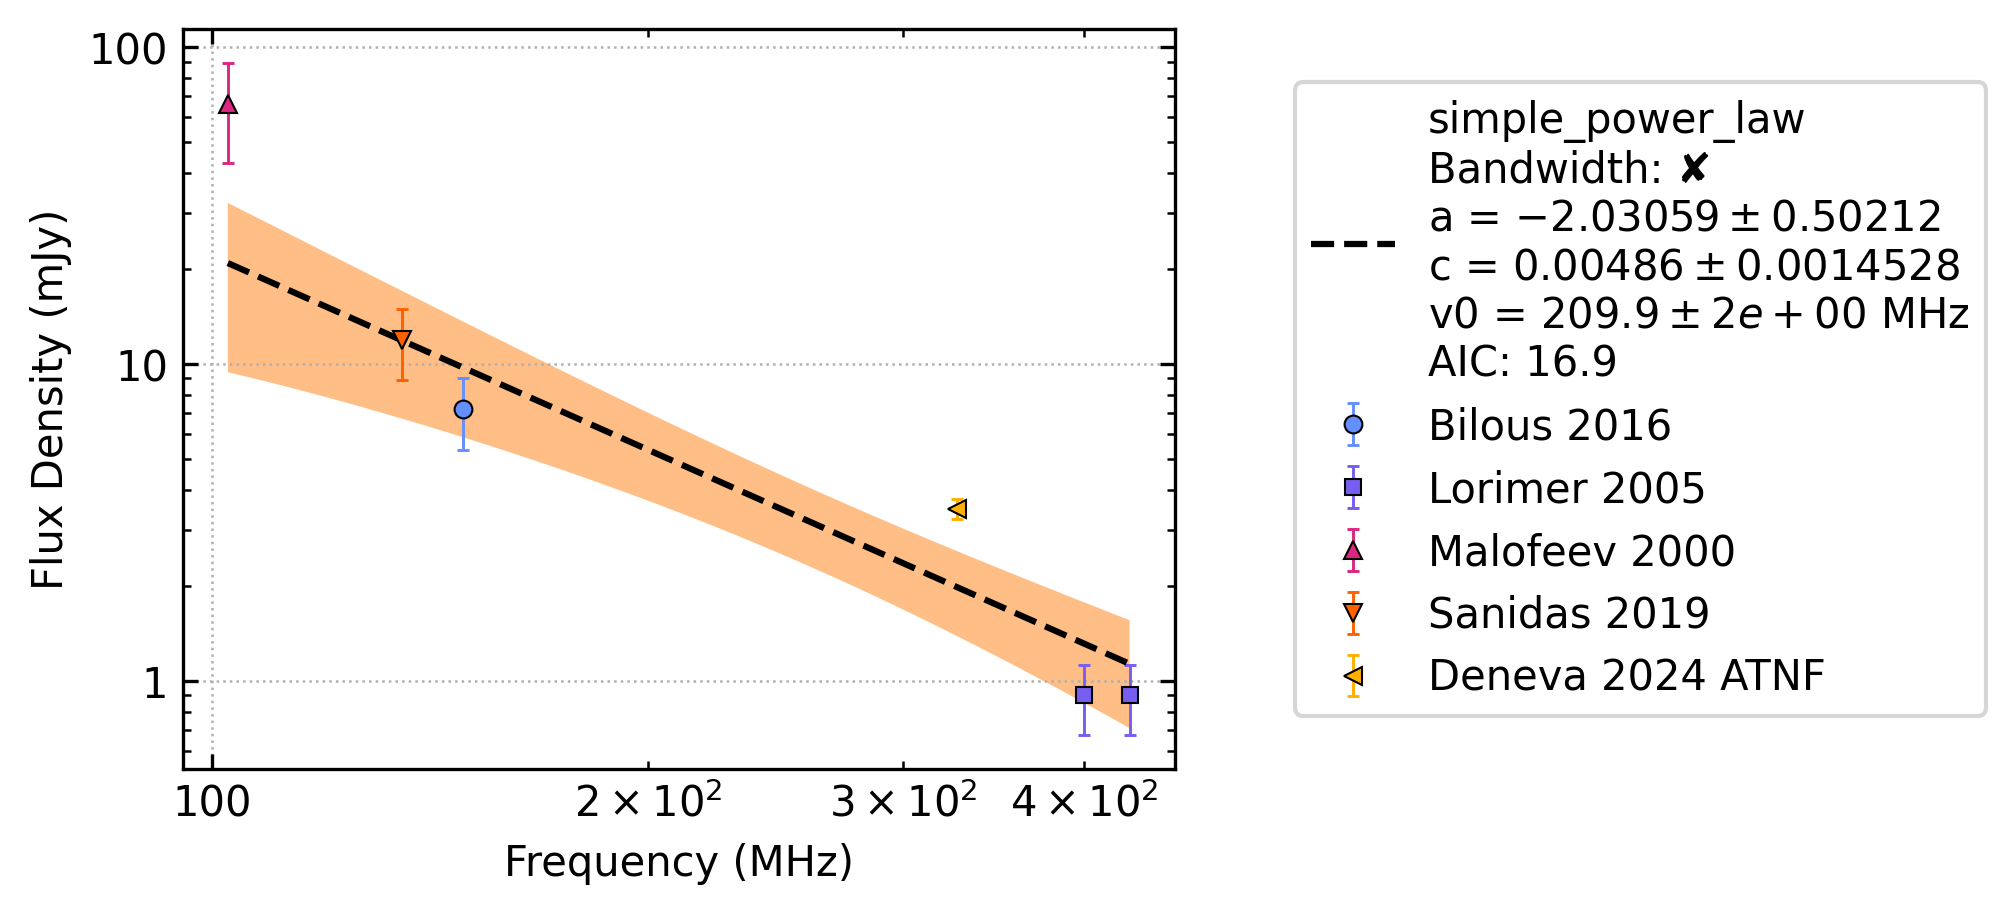 100
10
1
Flux Density (mJy)
100
2 × 10²
3 × 10²
4 × 10²
Frequency (MHz)
simple_power_law
Bandwidth: ✘
a = −2.03059 ± 0.50212
c = 0.00486 ± 0.0014528
v0 = 209.9 ± 2e + 00 MHz
AIC: 16.9
Bilous 2016
Lorimer 2005
Malofeev 2000
Sanidas 2019
Deneva 2024 ATNF